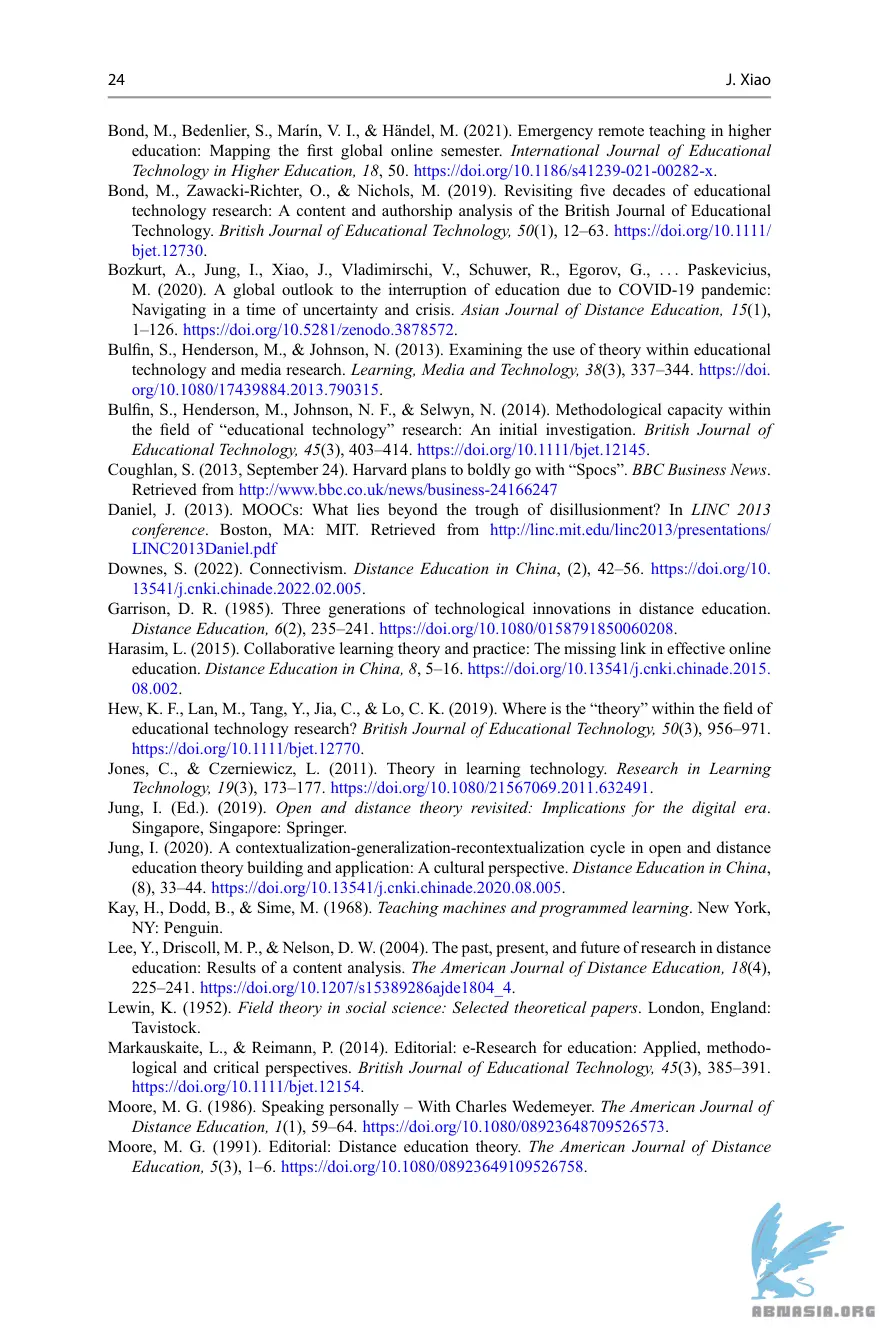 24
J. Xiao
Bond, M., Bedenlier, S., Marín, V. I., & Händel, M. (2021). Emergency remote teaching in higher
education: Mapping the first global online semester. International Journal of Educational
Technology in Higher Education, 18, 50. https://doi.org/10.1186/s41239-021-00282-x.
Bond, M., Zawacki-Richter, O., & Nichols, M. (2019). Revisiting five decades of educational
technology research: A content and authorship analysis of the British Journal of Educational
Technology. British Journal of Educational Technology, 50(1), 12–63. https://doi.org/10.1111/
bjet.12730.
Bozkurt, A., Jung, I., Xiao, J., Vladimirschi, V., Schuwer, R., Egorov, G., . . . Paskevicius,
M. (2020). A global outlook to the interruption of education due to COVID-19 pandemic:
Navigating in a time of uncertainty and crisis. Asian Journal of Distance Education, 15(1),
1–126. https://doi.org/10.5281/zenodo.3878572.
Bulfin, S., Henderson, M., & Johnson, N. (2013). Examining the use of theory within educational
technology and media research. Learning, Media and Technology, 38(3), 337–344. https://doi.
org/10.1080/17439884.2013.790315.
Bulfin, S., Henderson, M., Johnson, N. F., & Selwyn, N. (2014). Methodological capacity within
the field of “educational technology” research: An initial investigation. British Journal of
Educational Technology, 45(3), 403–414. https://doi.org/10.1111/bjet.12145.
Coughlan, S. (2013, September 24). Harvard plans to boldly go with “Spocs”. BBC Business News.
Retrieved from http://www.bbc.co.uk/news/business-24166247
Daniel, J. (2013). MOOCs: What lies beyond the trough of disillusionment? In LINC 2013
conference. Boston, MA: MIT. Retrieved from http://linc.mit.edu/linc2013/presentations/
LINC2013Daniel.pdf
Downes, S. (2022). Connectivism. Distance Education in China, (2), 42–56. https://doi.org/10.
13541/j.cnki.chinade.2022.02.005.
Garrison, D. R. (1985). Three generations of technological innovations in distance education.
Distance Education, 6(2), 235–241. https://doi.org/10.1080/0158791850060208.
Harasim, L. (2015). Collaborative learning theory and practice: The missing link in effective online
education. Distance Education in China, 8, 5–16. https://doi.org/10.13541/j.cnki.chinade.2015.
08.002.
Hew, K. F., Lan, M., Tang, Y., Jia, C., & Lo, C. K. (2019). Where is the “theory” within the field of
educational technology research? British Journal of Educational Technology, 50(3), 956–971.
https://doi.org/10.1111/bjet.12770.
Jones, C., & Czerniewicz, L. (2011). Theory in learning technology. Research in Learning
Technology, 19(3), 173–177. https://doi.org/10.1080/21567069.2011.632491.
Jung, I. (Ed.). (2019). Open and distance theory revisited: Implications for the digital era.
Singapore, Singapore: Springer.
Jung, I. (2020). A contextualization-generalization-recontextualization cycle in open and distance
education theory building and application: A cultural perspective. Distance Education in China,
(8), 33–44. https://doi.org/10.13541/j.cnki.chinade.2020.08.005.
Kay, H., Dodd, B., & Sime, M. (1968). Teaching machines and programmed learning. New York,
NY: Penguin.
Lee, Y., Driscoll, M. P., & Nelson, D. W. (2004). The past, present, and future of research in distance
education: Results of a content analysis. The American Journal of Distance Education, 18(4),
225–241. https://doi.org/10.1207/s15389286ajde1804_4.
Lewin, K. (1952). Field theory in social science: Selected theoretical papers. London, England:
Tavistock.
Markauskaite, L., & Reimann, P. (2014). Editorial: e-Research for education: Applied, methodo-
logical and critical perspectives. British Journal of Educational Technology, 45(3), 385–391.
https://doi.org/10.1111/bjet.12154.
Moore, M. G. (1986). Speaking personally – With Charles Wedemeyer. The American Journal of
Distance Education, 1(1), 59–64. https://doi.org/10.1080/08923648709526573.
Moore, M. G. (1991). Editorial: Distance education theory. The American Journal of Distance
Education, 5(3), 1–6. https://doi.org/10.1080/08923649109526758.
ABMASIA.ORG